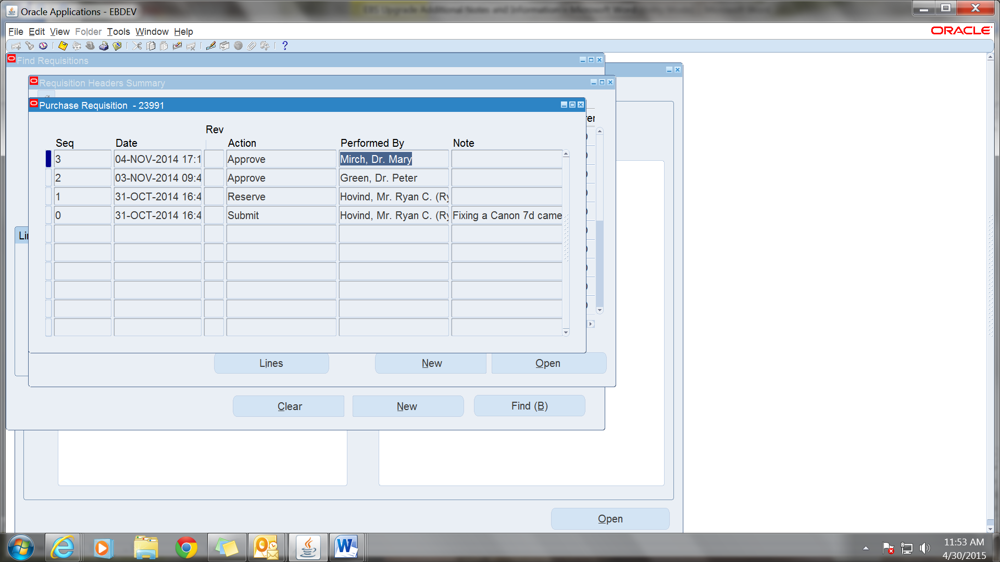 Oracle Applications - EBDEV
File Edit View Folder Tools Window Help
ORACLE
Find Requisitions
Requisition Headers Summary
Purchase Requisition - 23991
Rev
Seq Date Action Performed By Note
3 04-NOV-2014 17:1 Approve Mirch, Dr. Mary
2 03-NOV-2014 09:4 Approve Green, Dr. Peter
1 31-OCT-2014 16:4 Reserve Hovind, Mr. Ryan C. (Ry
0 31-OCT-2014 16:4 Submit Hovind, Mr. Ryan C. (Ry Fixing a Canon 7d came
Lines New Open
Clear New Find (B)
Open
11:53 AM
4/30/2015